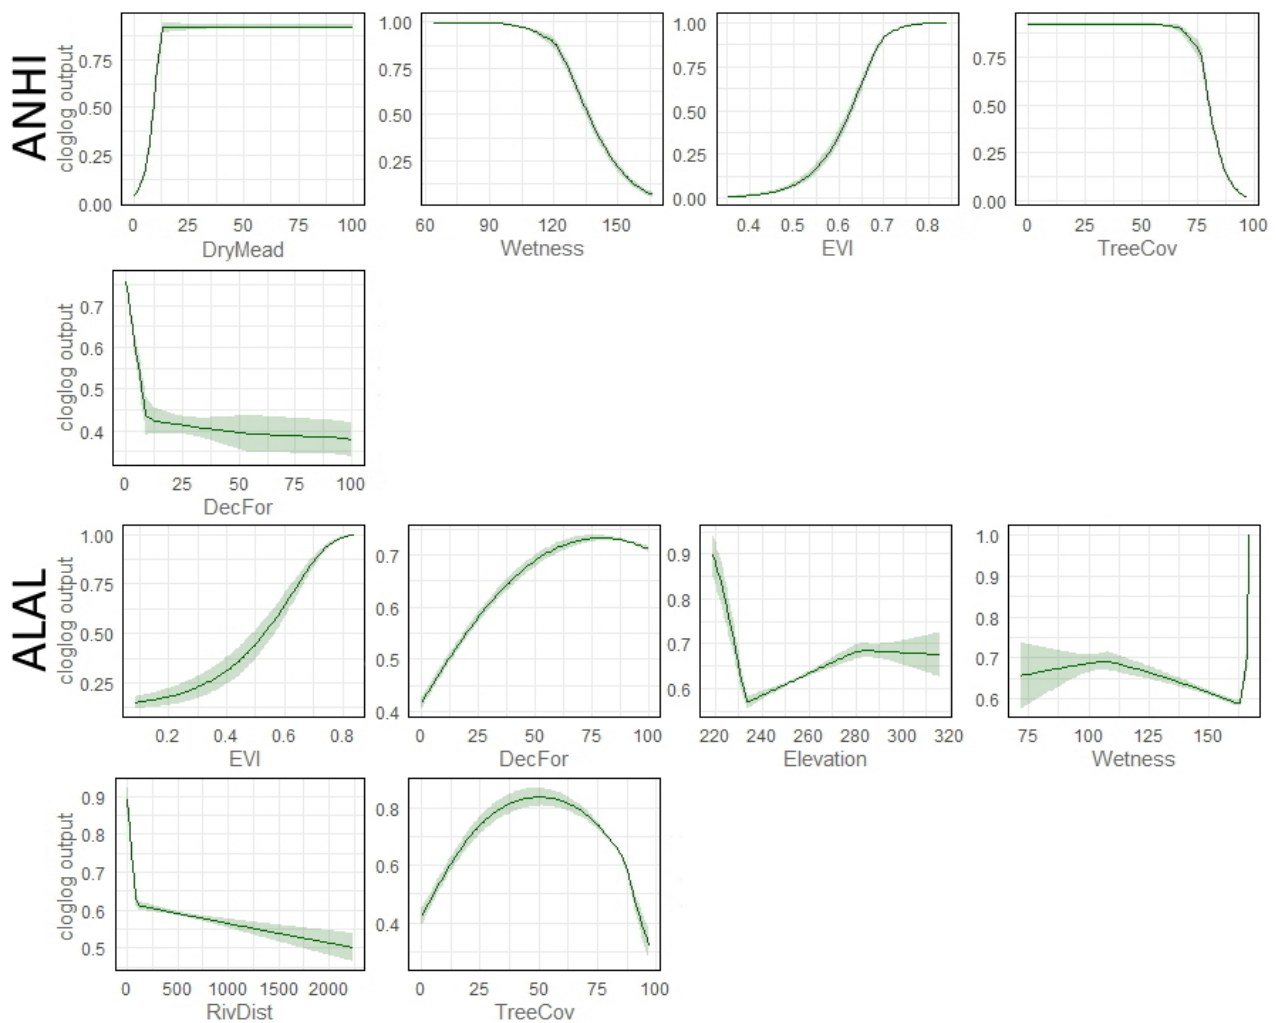 ANHI
cloglog output
0.75
0.50
0.25
0.00
0 25 50 75 100
DryMead
1.00
0.75
0.50
0.25
60 90 120 150
Wetness
1.00
0.75
0.50
0.25
0.00
0.4 0.5 0.6 0.7 0.8
EVI
0.75
0.50
0.25
0.00
0 25 50 75 100
TreeCov
cloglog output
0.7
0.6
0.5
0.4
0 25 50 75 100
DecFor
ALAL
cloglog output
1.00
0.75
0.50
0.25
0.2 0.4 0.6 0.8
EVI
0.7
0.6
0.5
0.4
0 25 50 75 100
DecFor
0.9
0.8
0.7
0.6
220 240 260 280 300 320
Elevation
1.0
0.9
0.8
0.7
0.6
75 100 125 150
Wetness
cloglog output
0.9
0.8
0.7
0.6
0.5
0 500 1000 1500 2000
RivDist
0.8
0.6
0.4
0 25 50 75 100
TreeCov